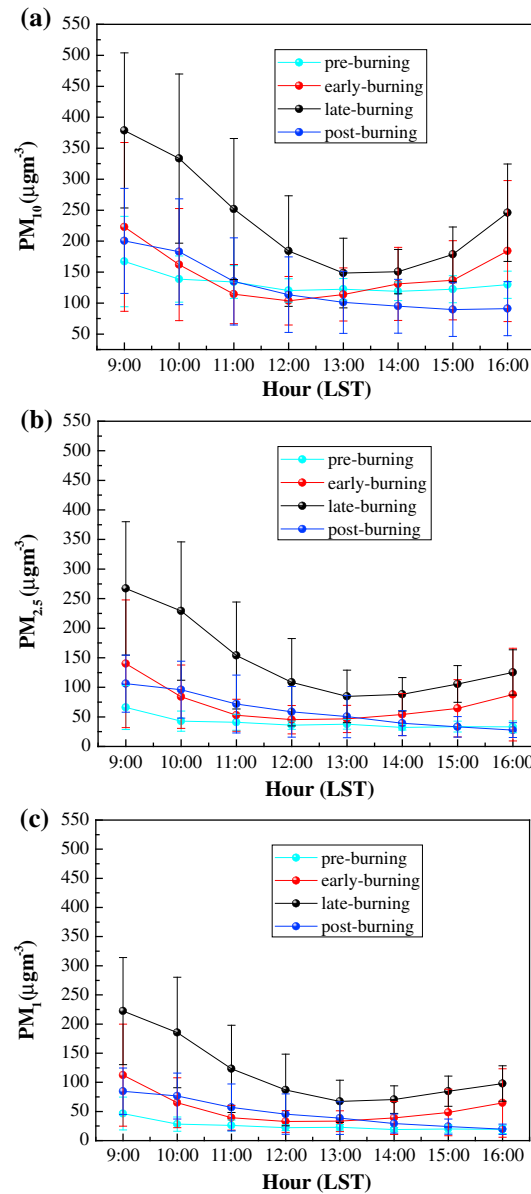 (a)
550
500
450
400
350
300
250
200
150
100
50
PM10 (μgm-3)
pre-burning
early-burning
late-burning
post-burning
9:00 10:00 11:00 12:00 13:00 14:00 15:00 16:00
Hour (LST)
(b)
550
500
450
400
350
300
250
200
150
100
50
0
PM2.5 (μgm-3)
pre-burning
early-burning
late-burning
post-burning
9:00 10:00 11:00 12:00 13:00 14:00 15:00 16:00
Hour (LST)
(c)
550
500
450
400
350
300
250
200
150
100
50
0
PM1 (μgm-3)
pre-burning
early-burning
late-burning
post-burning
9:00 10:00 11:00 12:00 13:00 14:00 15:00 16:00
Hour (LST)